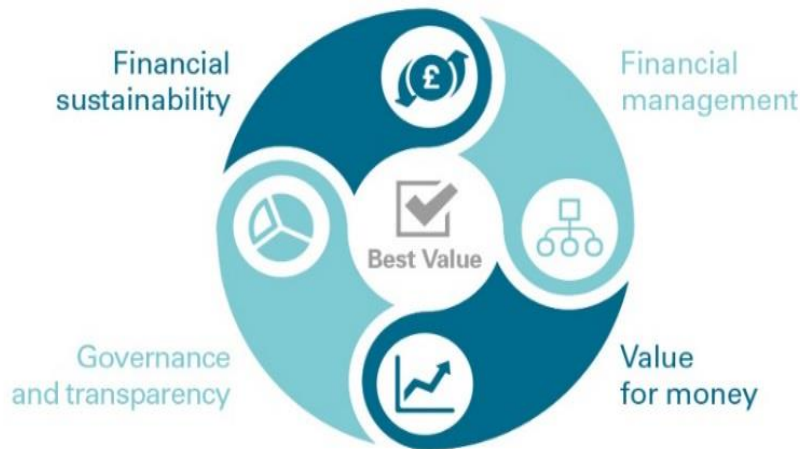 Financial
sustainability
£
Financial
management
Best Value
Governance
and transparency
Value
for money